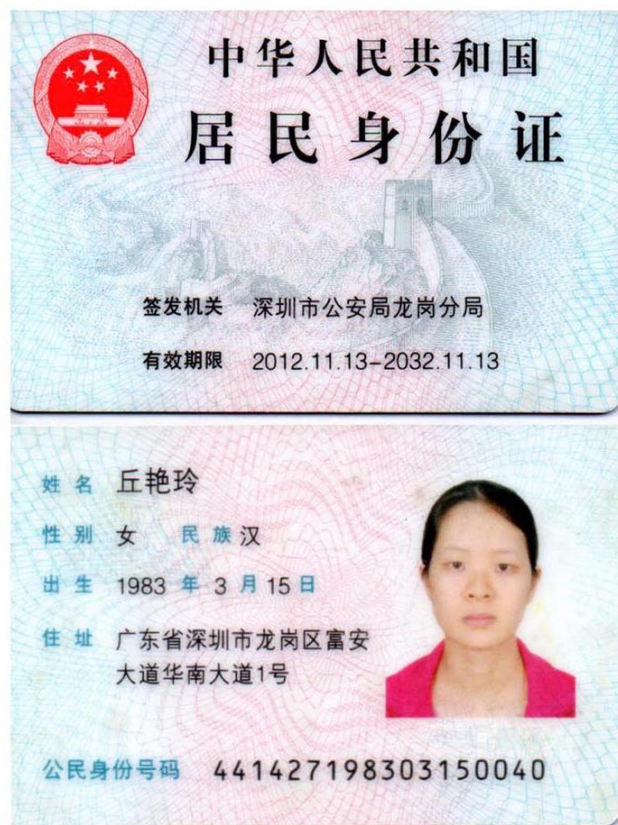 中华人民共和国
居民身份证
签发机关 深圳市公安局龙岗分局
有效期限 2012.11.13-2032.11.13
姓名 丘艳玲
性别 女 民族 汉
出生 1983 年 3 月 15 日
住址 广东省深圳市龙岗区富安
大道华南大道1号
公民身份号码 441427198303150040